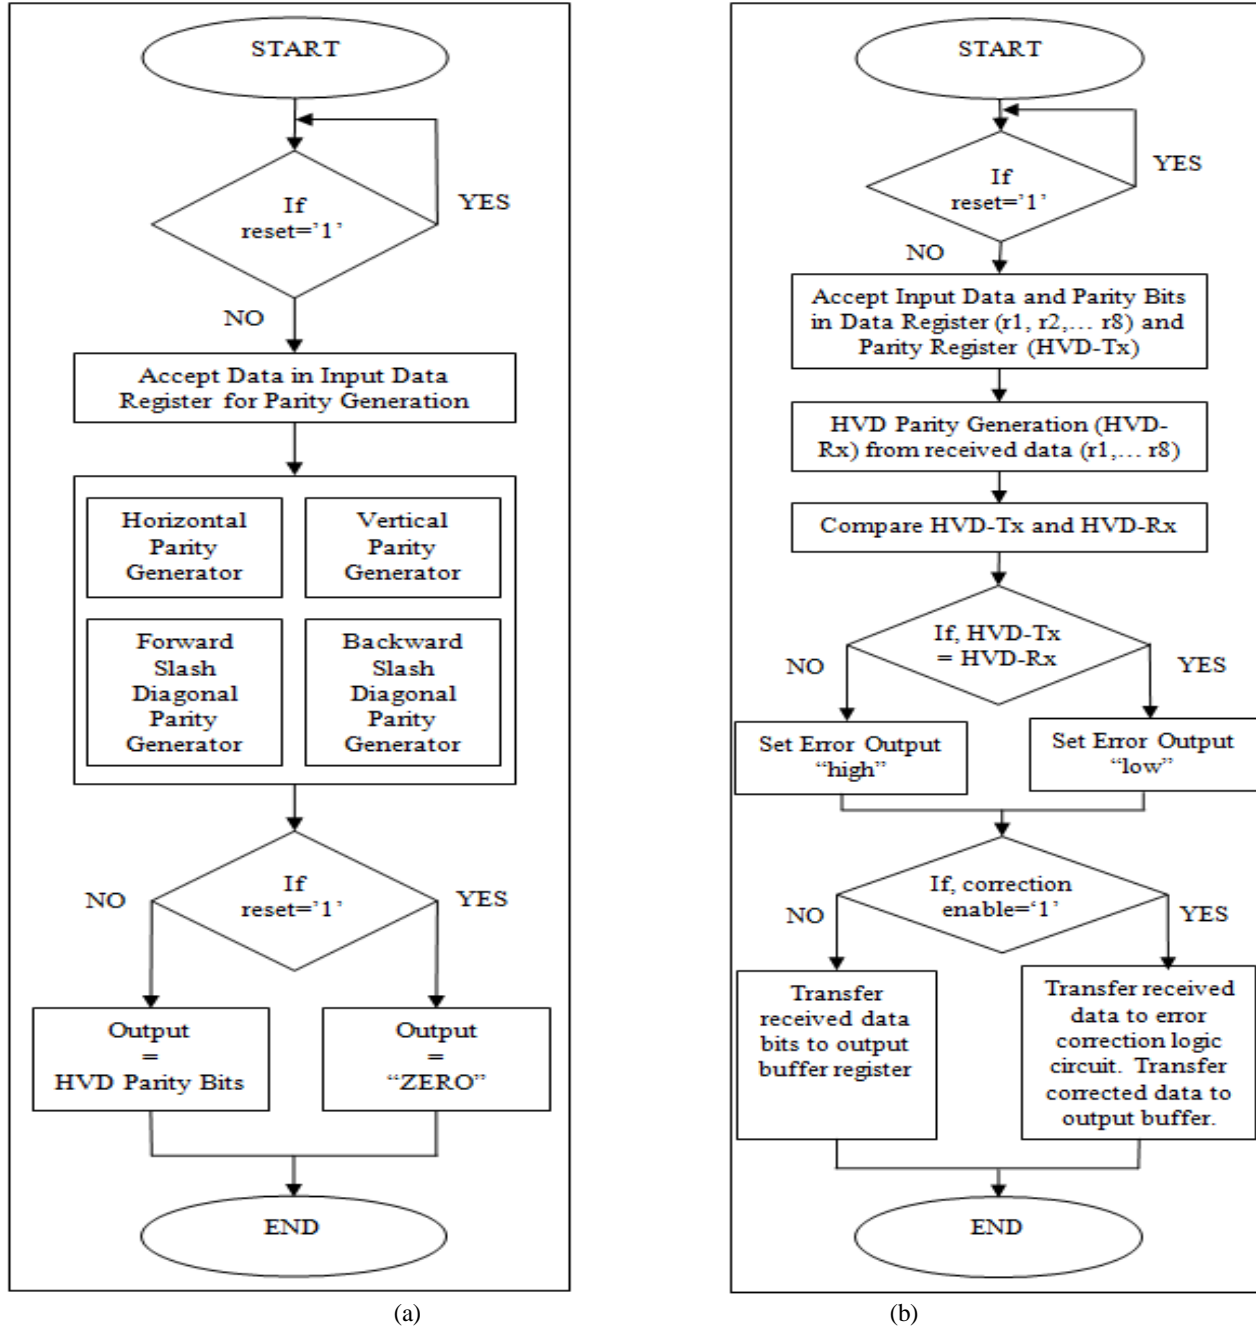 START
If
reset=’1’
YES
NO
Accept Data in Input Data
Register for Parity Generation
Horizontal
Parity
Generator
Vertical
Parity
Generator
Forward
Slash
Diagonal
Parity
Generator
Backward
Slash
Diagonal
Parity
Generator
If
reset=’1’
NO
YES
Output
=
HVD Parity Bits
Output
=
“ZERO”
END
(a)
START
If
reset=’1’
YES
NO
Accept Input Data and Parity Bits
in Data Register (r1, r2,... r8) and
Parity Register (HVD-Tx)
HVD Parity Generation (HVD-
Rx) from received data (r1,... r8)
Compare HVD-Tx and HVD-Rx
If, HVD-Tx
= HVD-Rx
NO
YES
Set Error Output
“high”
Set Error Output
“low”
If, correction
enable=‘1’
NO
YES
Transfer
received data
bits to output
buffer register
Transfer received
data to error
correction logic
circuit. Transfer
corrected data to
output buffer.
END
(b)